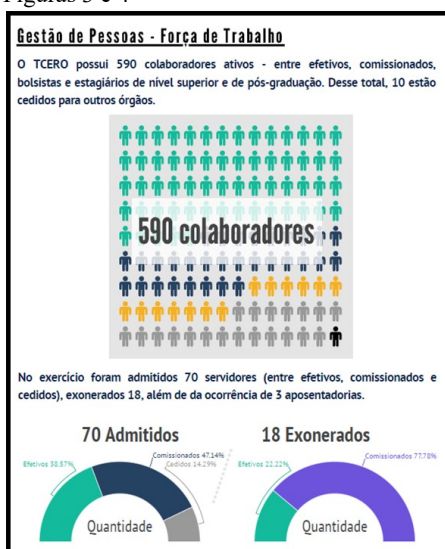 Gestão de Pessoas - Força de Trabalho
O TCERO possui 590 colaboradores ativos - entre efetivos, comissionados,
bolsistas e estagiários de nível superior e de pós-graduação. Desse total, 10 estão
cedidos para outros órgãos.
590 colaboradores
No exercício foram admitidos 70 servidores (entre efetivos, comissionados e
cedidos), exonerados 18, além de da ocorrência de 3 aposentadorias.
70 Admitidos
Efetivos 38,57%
Comissionados 47,14%
Cedidos 14,29%
Quantidade
18 Exonerados
Efetivos 22,22%
Comissionados 77,78%
Quantidade